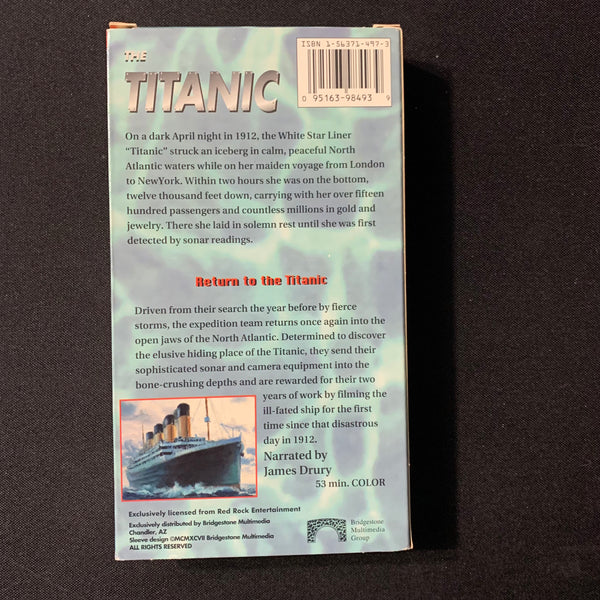 THE
TITANIC
ISBN 1-56371-497-3
0 95163-98493 9
On a dark April night in 1912, the White Star Liner
"Titanic" struck an iceberg in calm, peaceful North
Atlantic waters while on her maiden voyage from London
to NewYork. Within two hours she was on the bottom,
twelve thousand feet down, carrying with her over fifteen
hundred passengers and countless millions in gold and
jewelry. There she laid in solemn rest until she was first
detected by sonar readings.
Return to the Titanic
Driven from their search the year before by fierce
storms, the expedition team returns once again into the
open jaws of the North Atlantic. Determined to discover
the elusive hiding place of the Titanic, they send their
sophisticated sonar and camera equipment into the
bone-crushing depths and are rewarded for their two
years of work by filming the
ill-fated ship for the first
time since that disastrous
day in 1912.
Narrated by
James Drury
53 min. COLOR
Exclusively licensed from Red Rock Entertainment
Exclusively distributed by Bridgestone Multimedia
Chandler, AZ
Sleeve design ©MCMXCVII Bridgestone Multimedia
ALL RIGHTS RESERVED
Bridgestone
Multimedia
Group